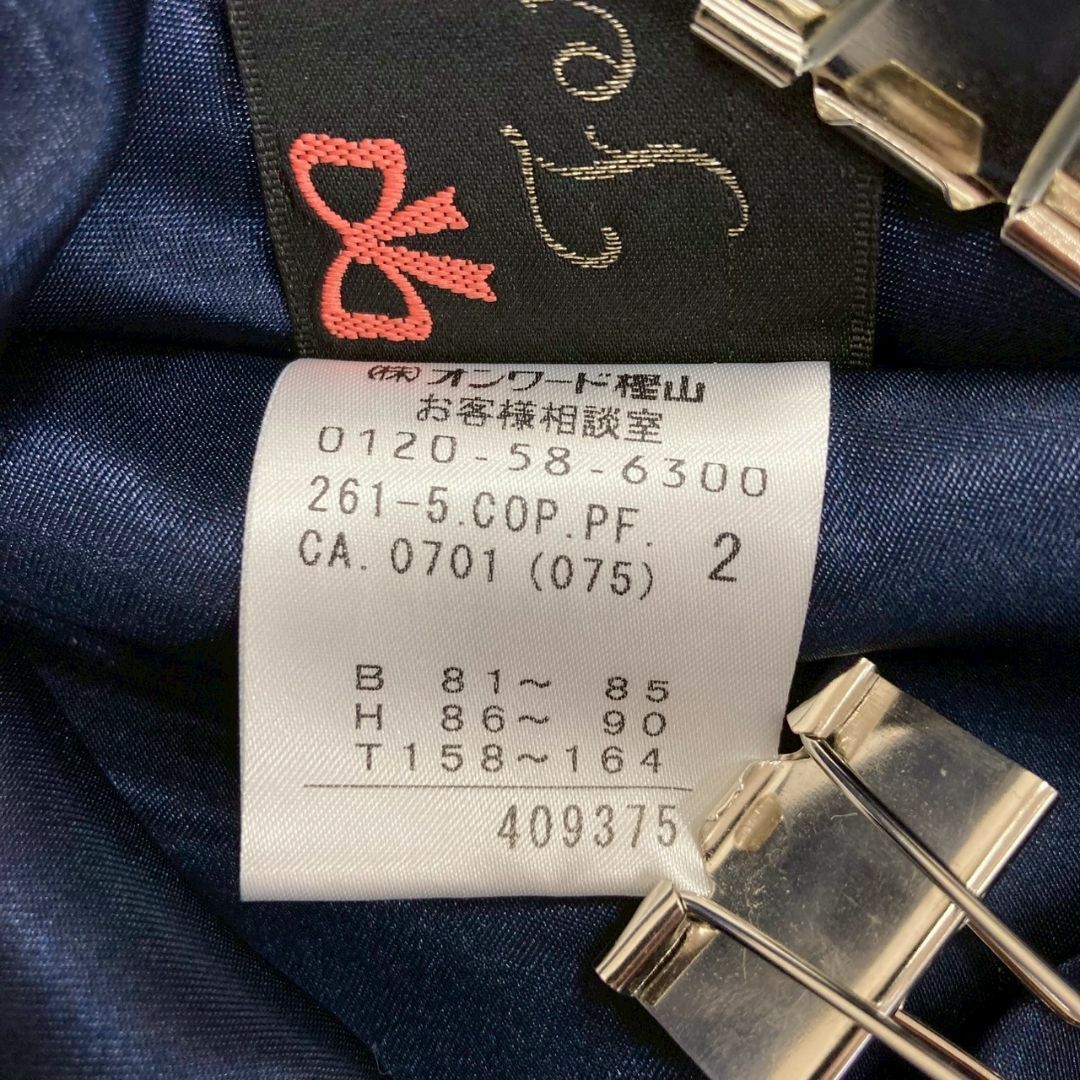 (株)オンワード樫山
お客様相談室
0120-58-6300
261-5.COP.PF.
CA.0701(075) 2
B 81～ 85
H 86～ 90
T158～164
409375